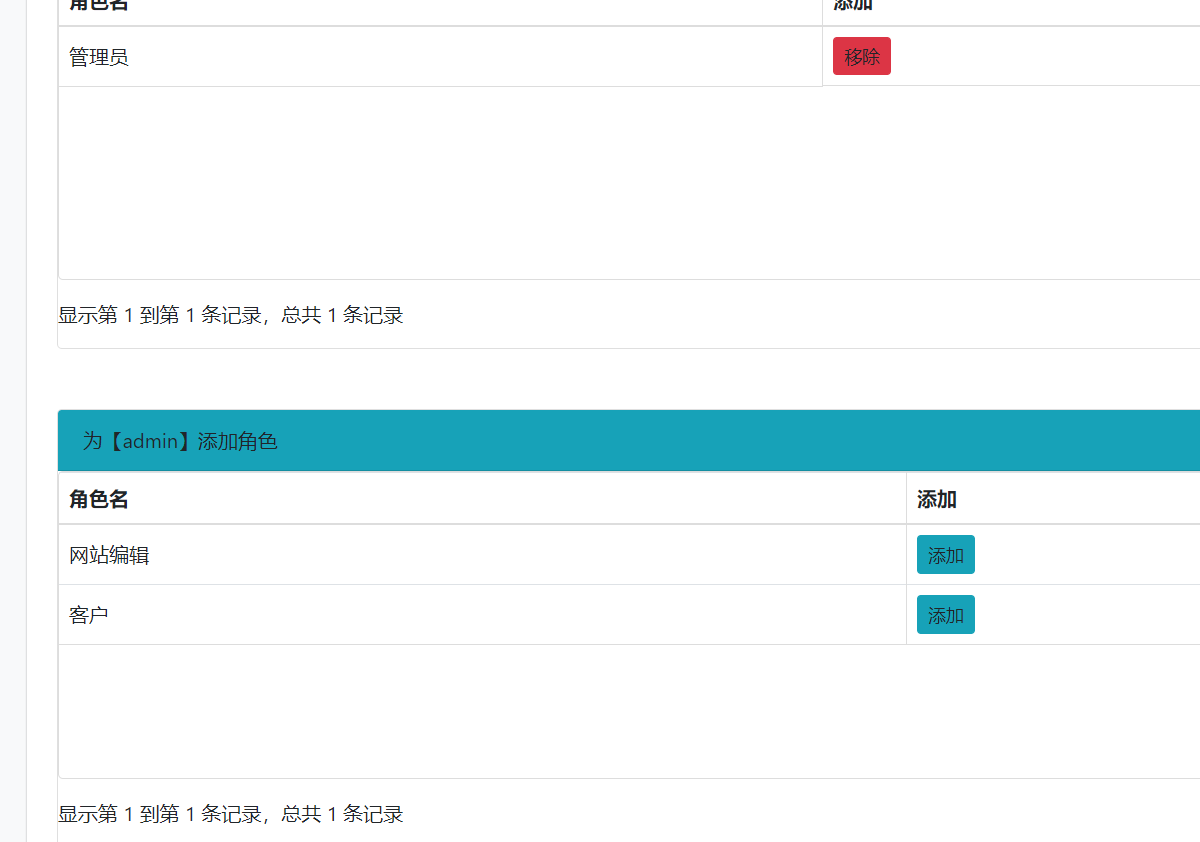 角色名 添加
管理员 移除
显示第 1 到第 1 条记录，总共 1 条记录
为【admin】添加角色
角色名 添加
网站编辑 添加
客户 添加
显示第 1 到第 1 条记录，总共 1 条记录